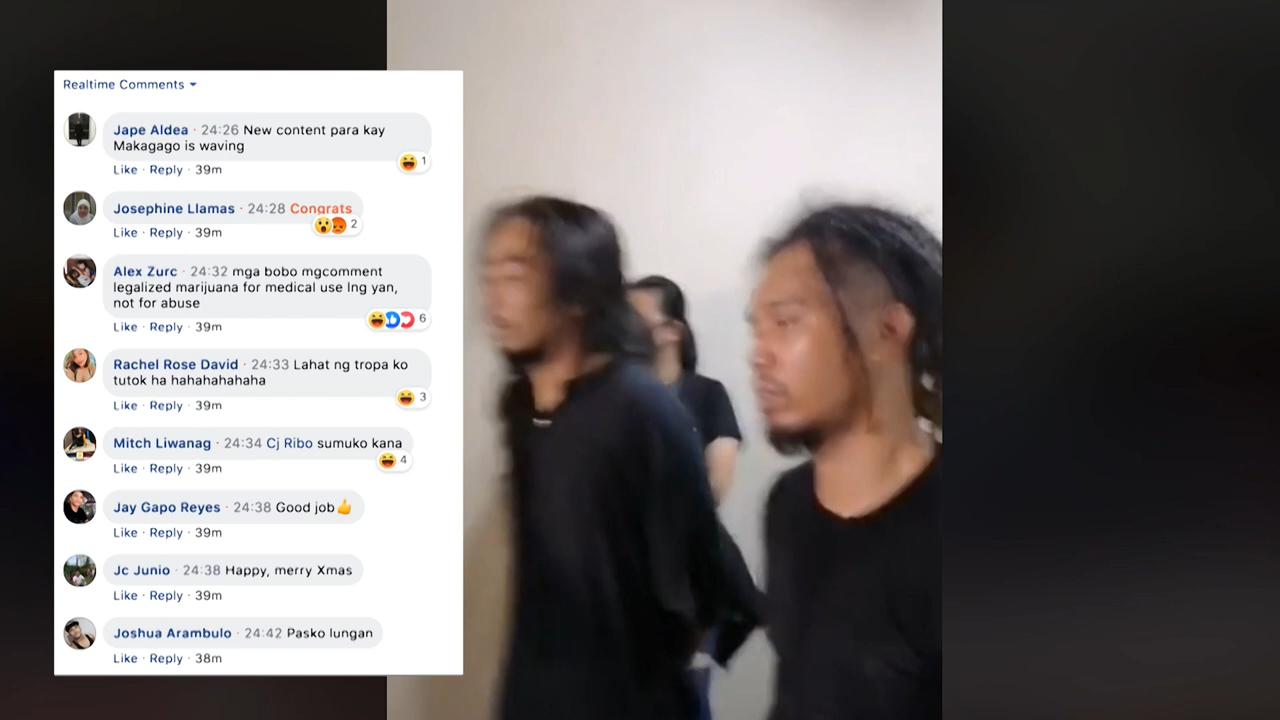 Realtime Comments
Jape Aldea · 24:26 New content para kay
Makagago is waving
1
Like · Reply · 39m
Josephine Llamas · 24:28 Congrats
2
Like · Reply · 39m
Alex Zurc · 24:32 mga bobo mgcomment
legalized marijuana for medical use lng yan,
not for abuse
6
Like · Reply · 39m
Rachel Rose David · 24:33 Lahat ng tropa ko
tutok ha hahahahahaha
3
Like · Reply · 39m
Mitch Liwanag · 24:34 Cj Ribo sumuko kana
4
Like · Reply · 39m
Jay Gapo Reyes · 24:38 Good job👍
Like · Reply · 39m
Jc Junio · 24:38 Happy, merry Xmas
Like · Reply · 39m
Joshua Arambulo · 24:42 Pasko lungan
Like · Reply · 38m